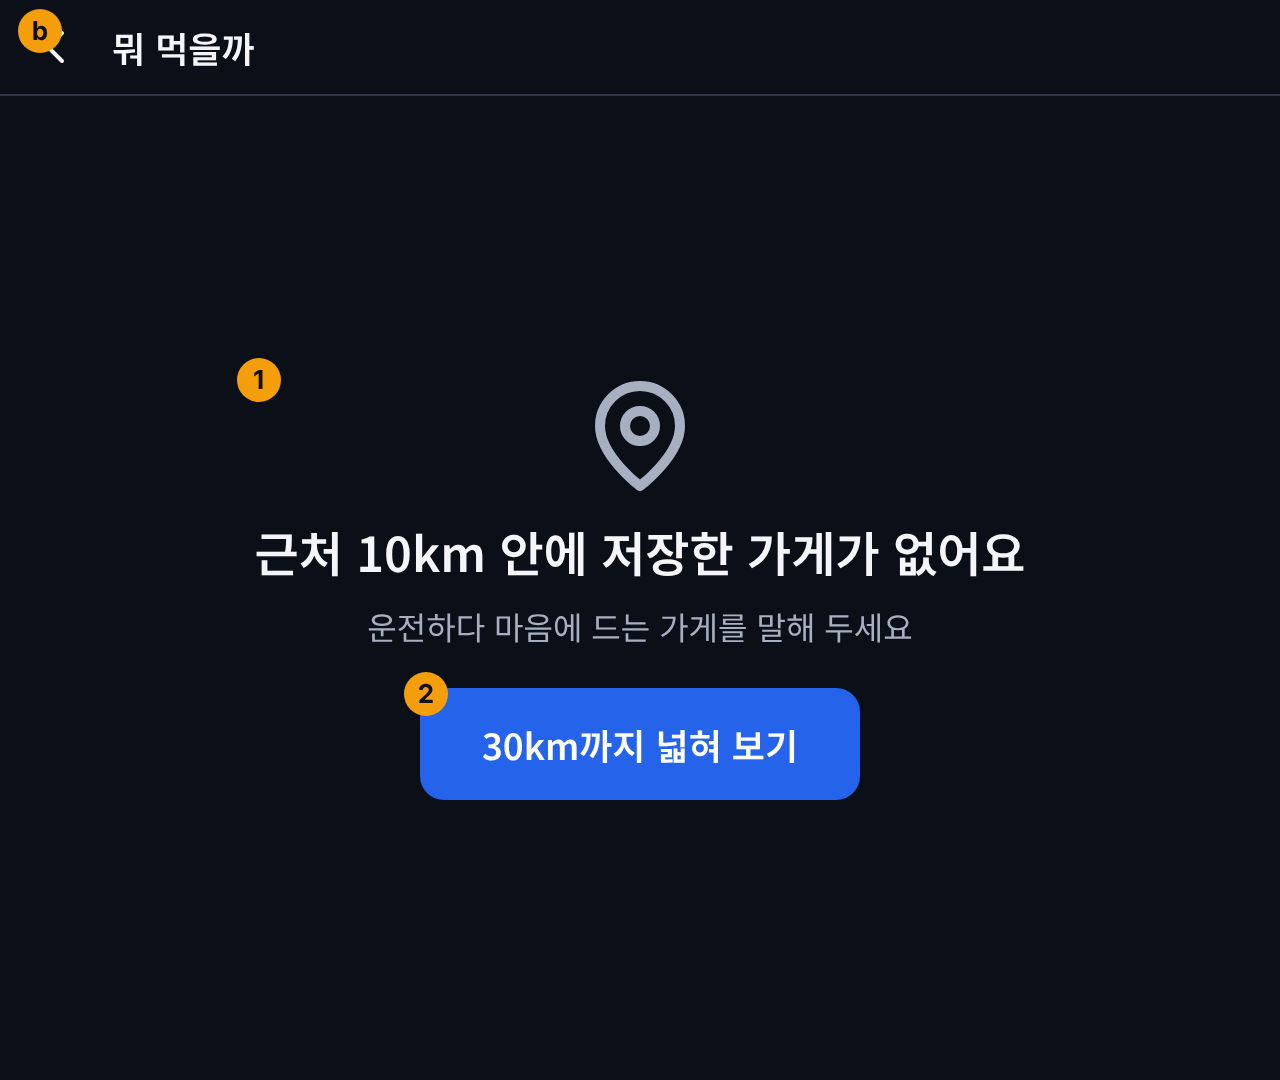 b
뭐 먹을까
1
근처 10km 안에 저장한 가게가 없어요
운전하다 마음에 드는 가게를 말해 두세요
2
30km까지 넓혀 보기